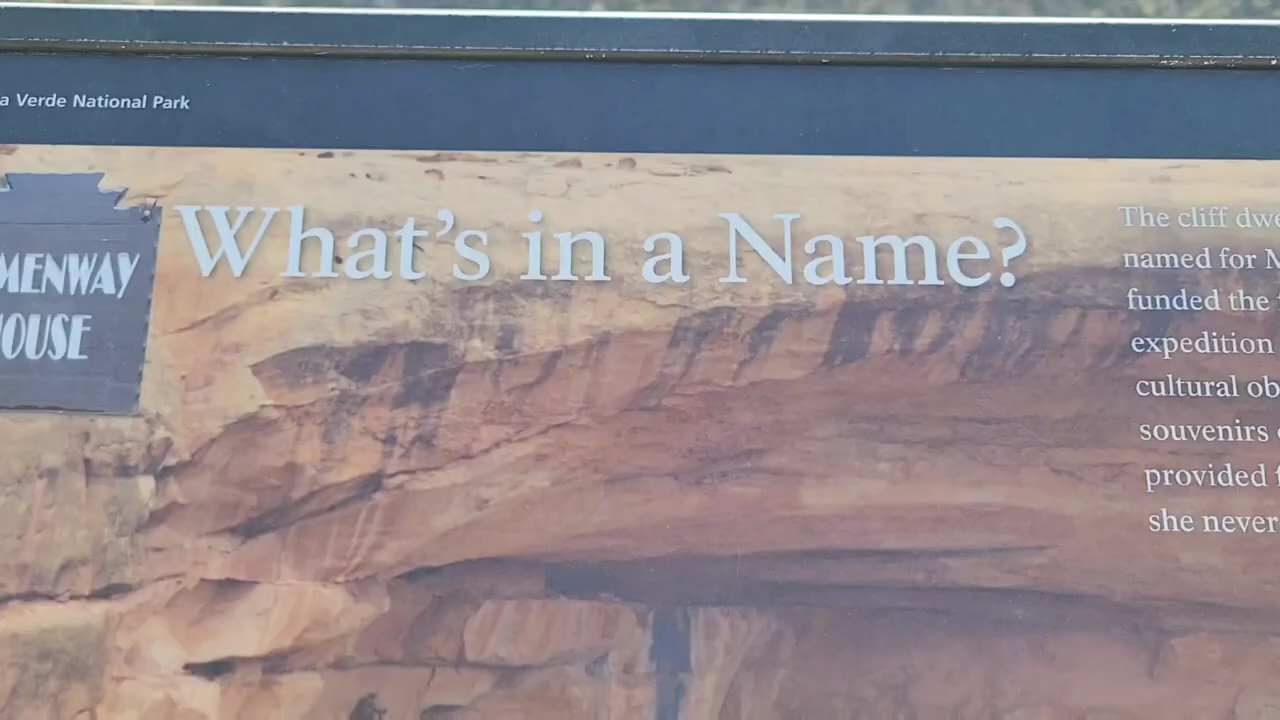 a Verde National Park
MENWAY
OUSE
What's in a Name?
The cliff dwe
named for M
funded the
expedition
cultural ob
souvenirs
provided f
she never